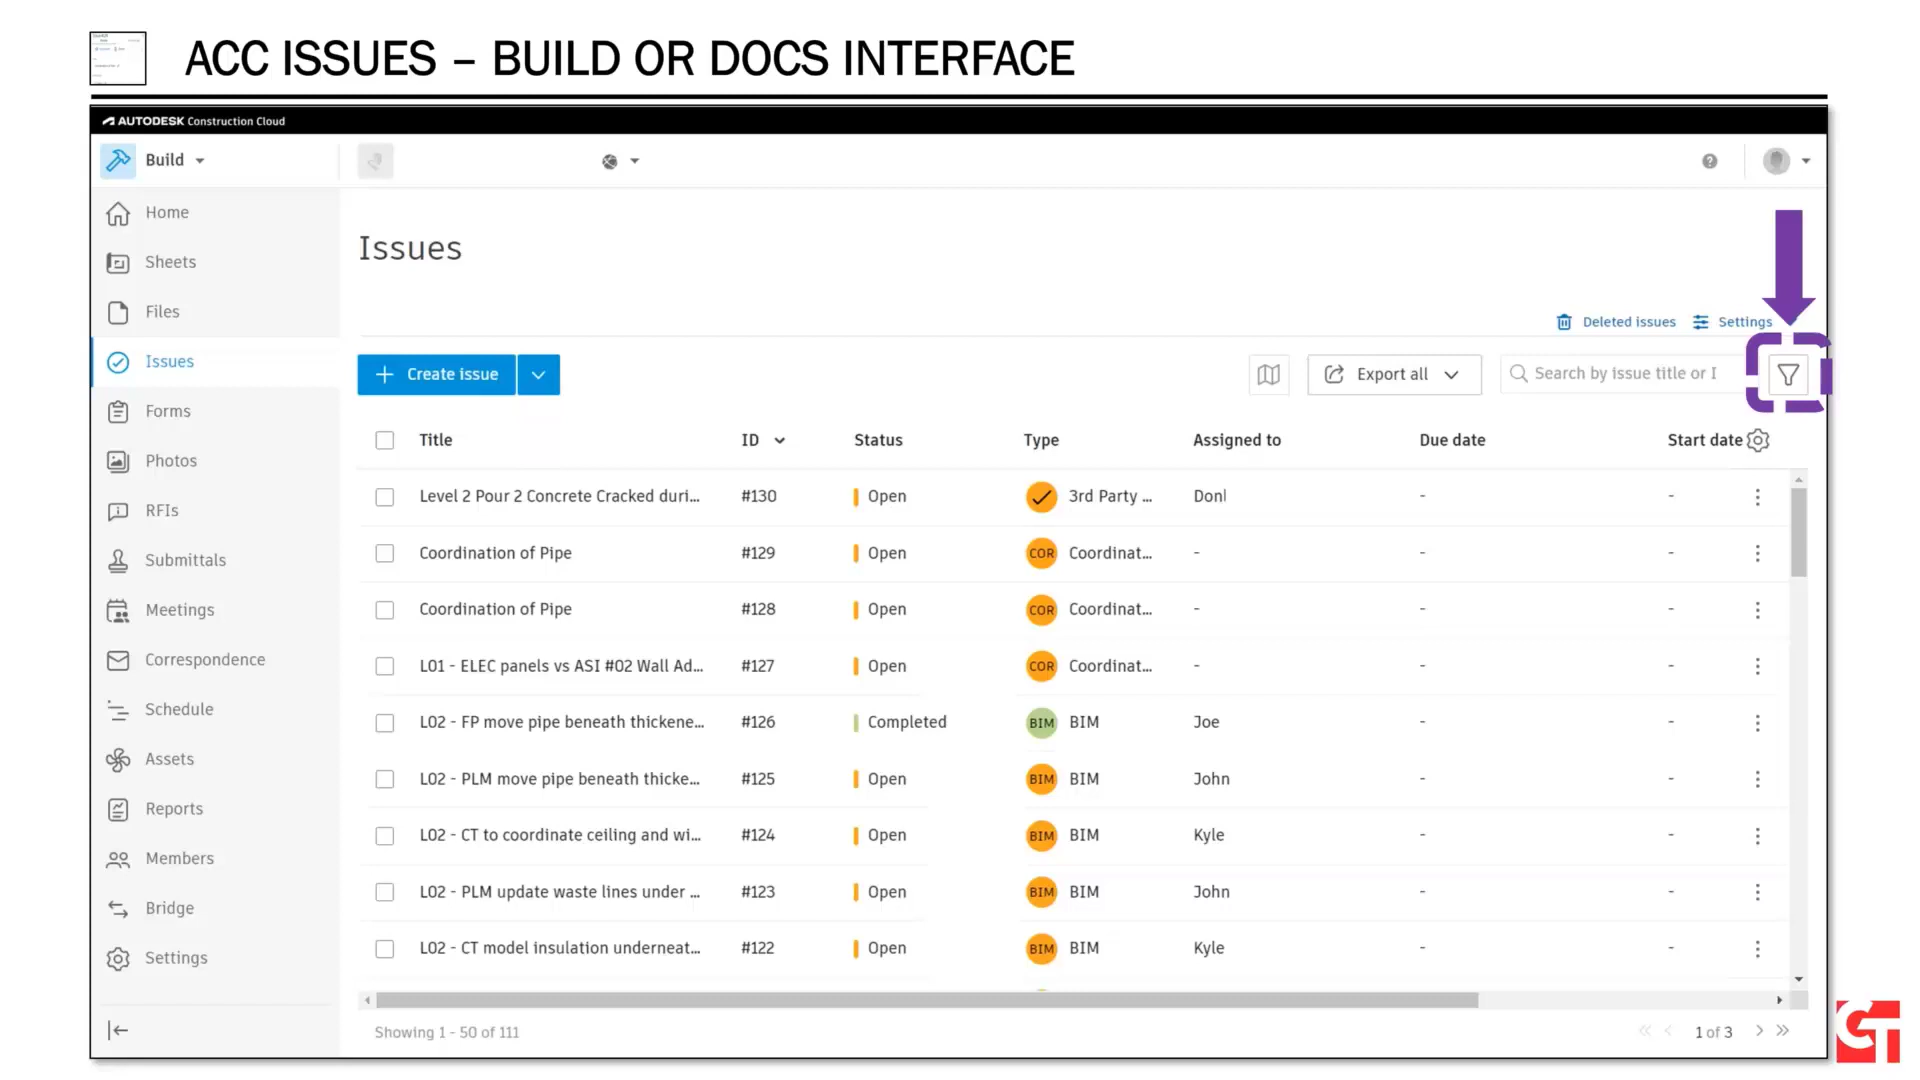 ACC ISSUES – BUILD OR DOCS INTERFACE
AUTODESK Construction Cloud
Build
Home
Sheets
Files
Issues
Forms
Photos
RFIs
Submittals
Meetings
Correspondence
Schedule
Assets
Reports
Members
Bridge
Settings
Issues
Deleted issues Settings
Create issue Export all Search by issue title or I
Title ID Status Type Assigned to Due date Start date
Level 2 Pour 2 Concrete Cracked duri... #130 Open 3rd Party ... Don - -
Coordination of Pipe #129 Open COR Coordinat... - - -
Coordination of Pipe #128 Open COR Coordinat... - - -
L01 - ELEC panels vs ASI #02 Wall Ad... #127 Open COR Coordinat... - - -
L02 - FP move pipe beneath thickene... #126 Completed BIM BIM Joe - -
L02 - PLM move pipe beneath thicke... #125 Open BIM BIM John - -
L02 - CT to coordinate ceiling and wi... #124 Open BIM BIM Kyle - -
L02 - PLM update waste lines under ... #123 Open BIM BIM John - -
L02 - CT model insulation underneat... #122 Open BIM BIM Kyle - -
Showing 1 - 50 of 111 1 of 3
GT